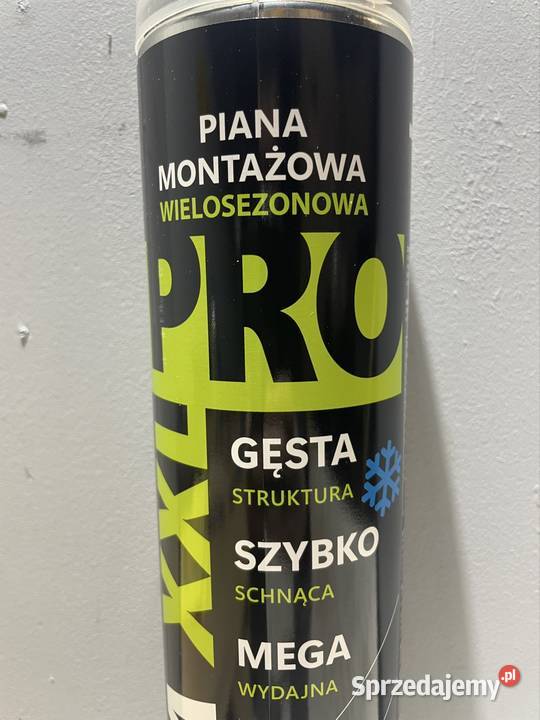 PIANA
MONTAŻOWA
WIELOSEZONOWA
PRO
XXL
GĘSTA
STRUKTURA
SZYBKO
SCHNĄCA
MEGA
WYDAJNA
Sprzedajemy.pl